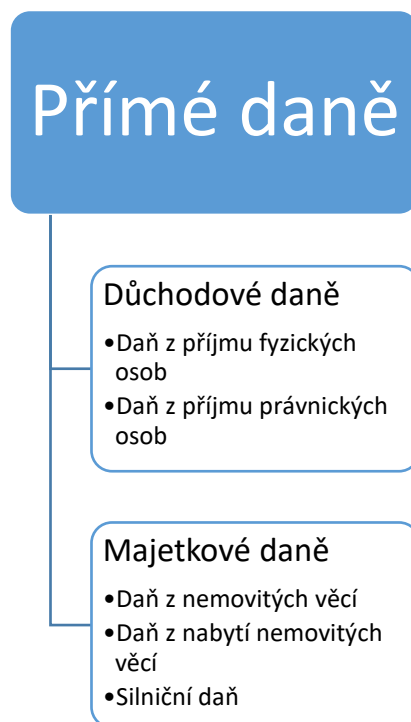 Přímé daně
Důchodové daně
•Daň z příjmu fyzických
osob
•Daň z příjmu právnických
osob
Majetkové daně
•Daň z nemovitých věcí
•Daň z nabytí nemovitých
věcí
•Silniční daň